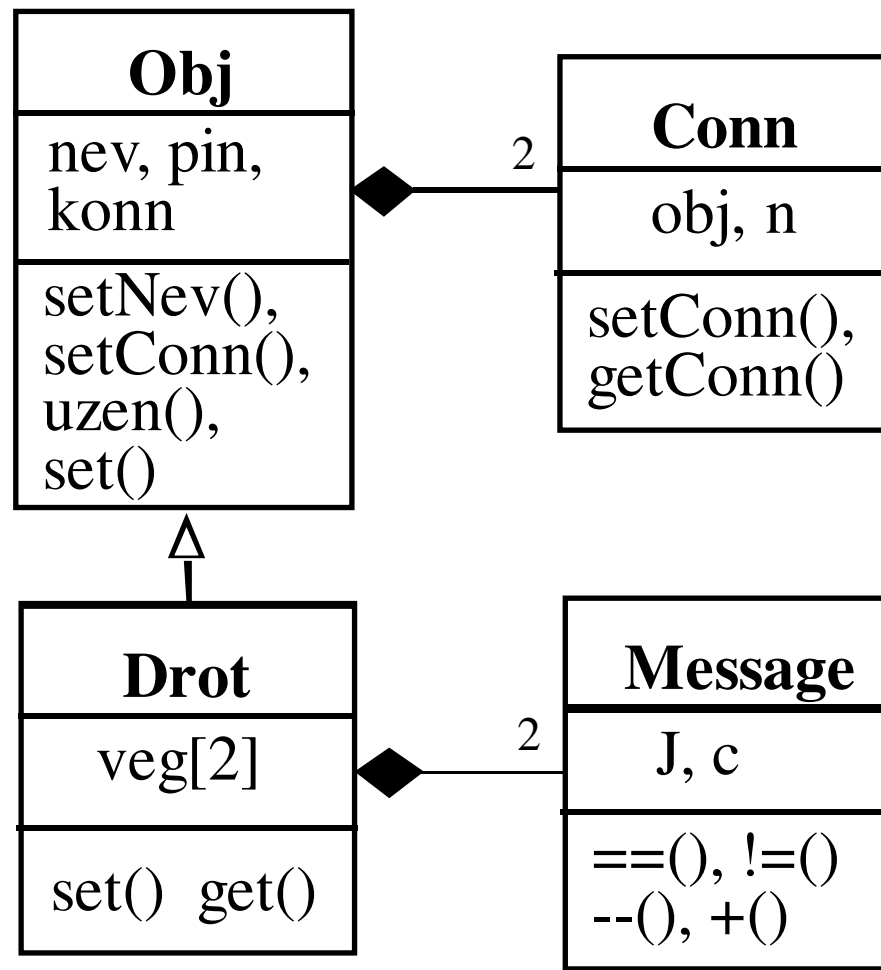 Obj
nev, pin,
konn
setNev(),
setConn(),
uzen(),
set()
2
Conn
obj, n
setConn(),
getConn()
Drot
veg[2]
set() get()
2
Message
J, c
==(), !=()
--(), +()